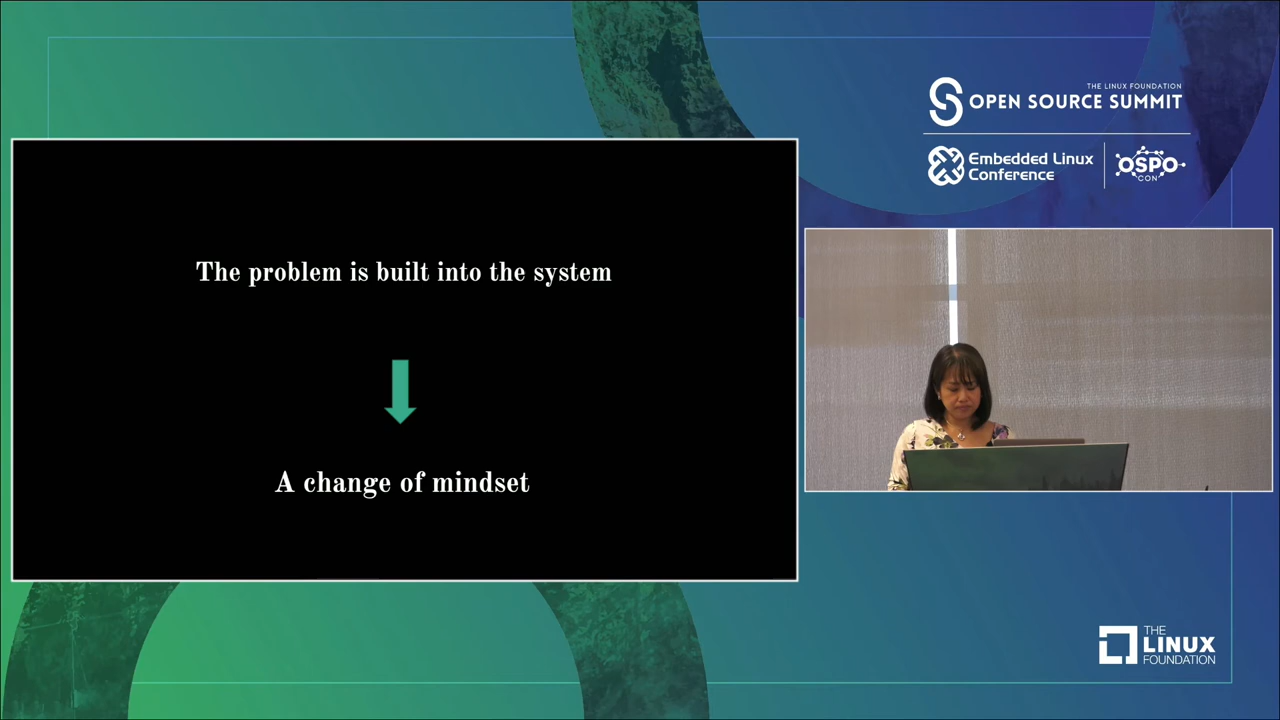 The problem is built into the system
A change of mindset
THE LINUX FOUNDATION
OPEN SOURCE SUMMIT
Embedded Linux
Conference
OSPO
CON
THE
LINUX
FOUNDATION